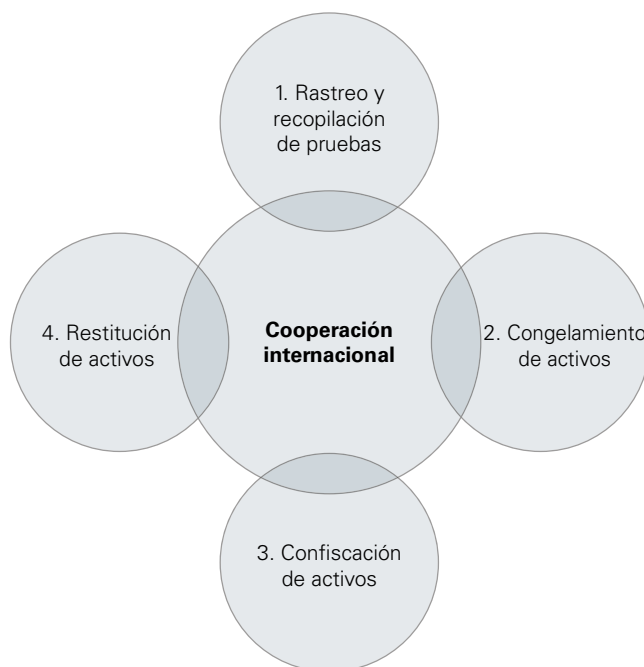 1. Rastreo y
recopilación
de pruebas
4. Restitución
de activos
Cooperación
internacional
2. Congelamiento
de activos
3. Confiscación
de activos